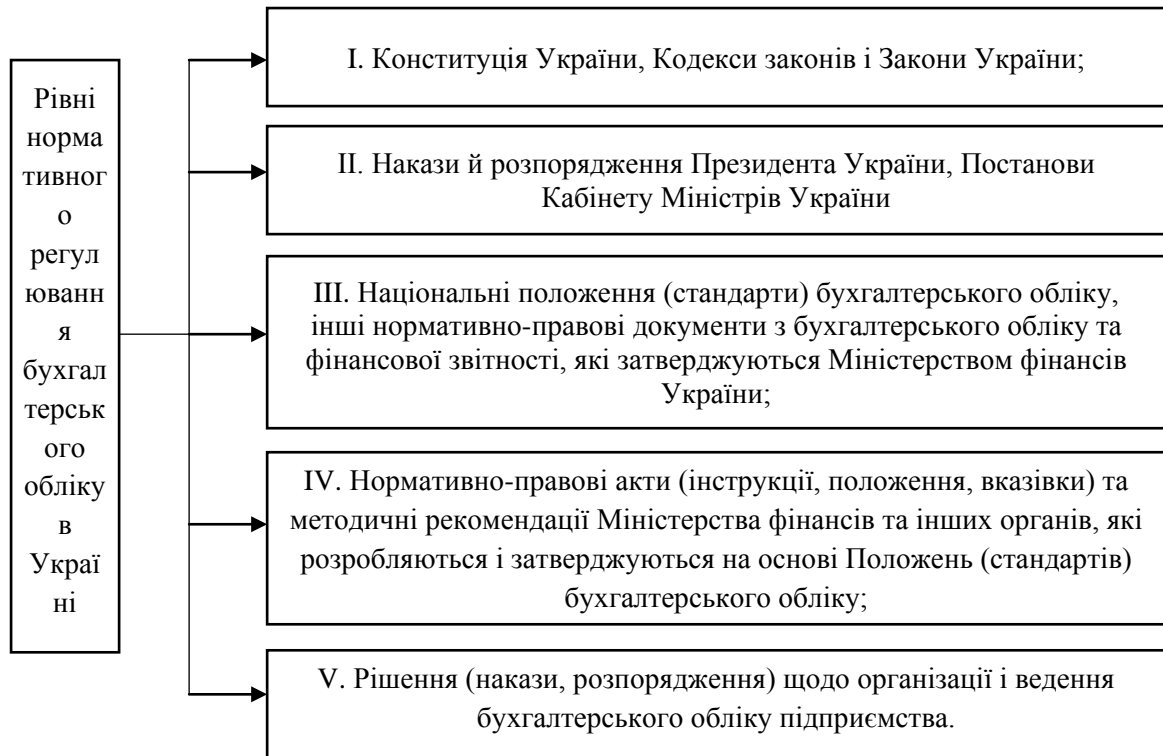 Рівні
норма
тивног
о
регул
юванн
я
бухгал
терськ
ого
обліку
в
Украї
ні
І. Конституція України, Кодекси законів і Закони України;
ІІ. Накази й розпорядження Президента України, Постанови
Кабінету Міністрів України
ІІІ. Національні положення (стандарти) бухгалтерського обліку,
інші нормативно-правові документи з бухгалтерського обліку та
фінансової звітності, які затверджуються Міністерством фінансів
України;
IV. Нормативно-правові акти (інструкції, положення, вказівки) та
методичні рекомендації Міністерства фінансів та інших органів, які
розробляються і затверджуються на основі Положень (стандартів)
бухгалтерського обліку;
V. Рішення (накази, розпорядження) щодо організації і ведення
бухгалтерського обліку підприємства.